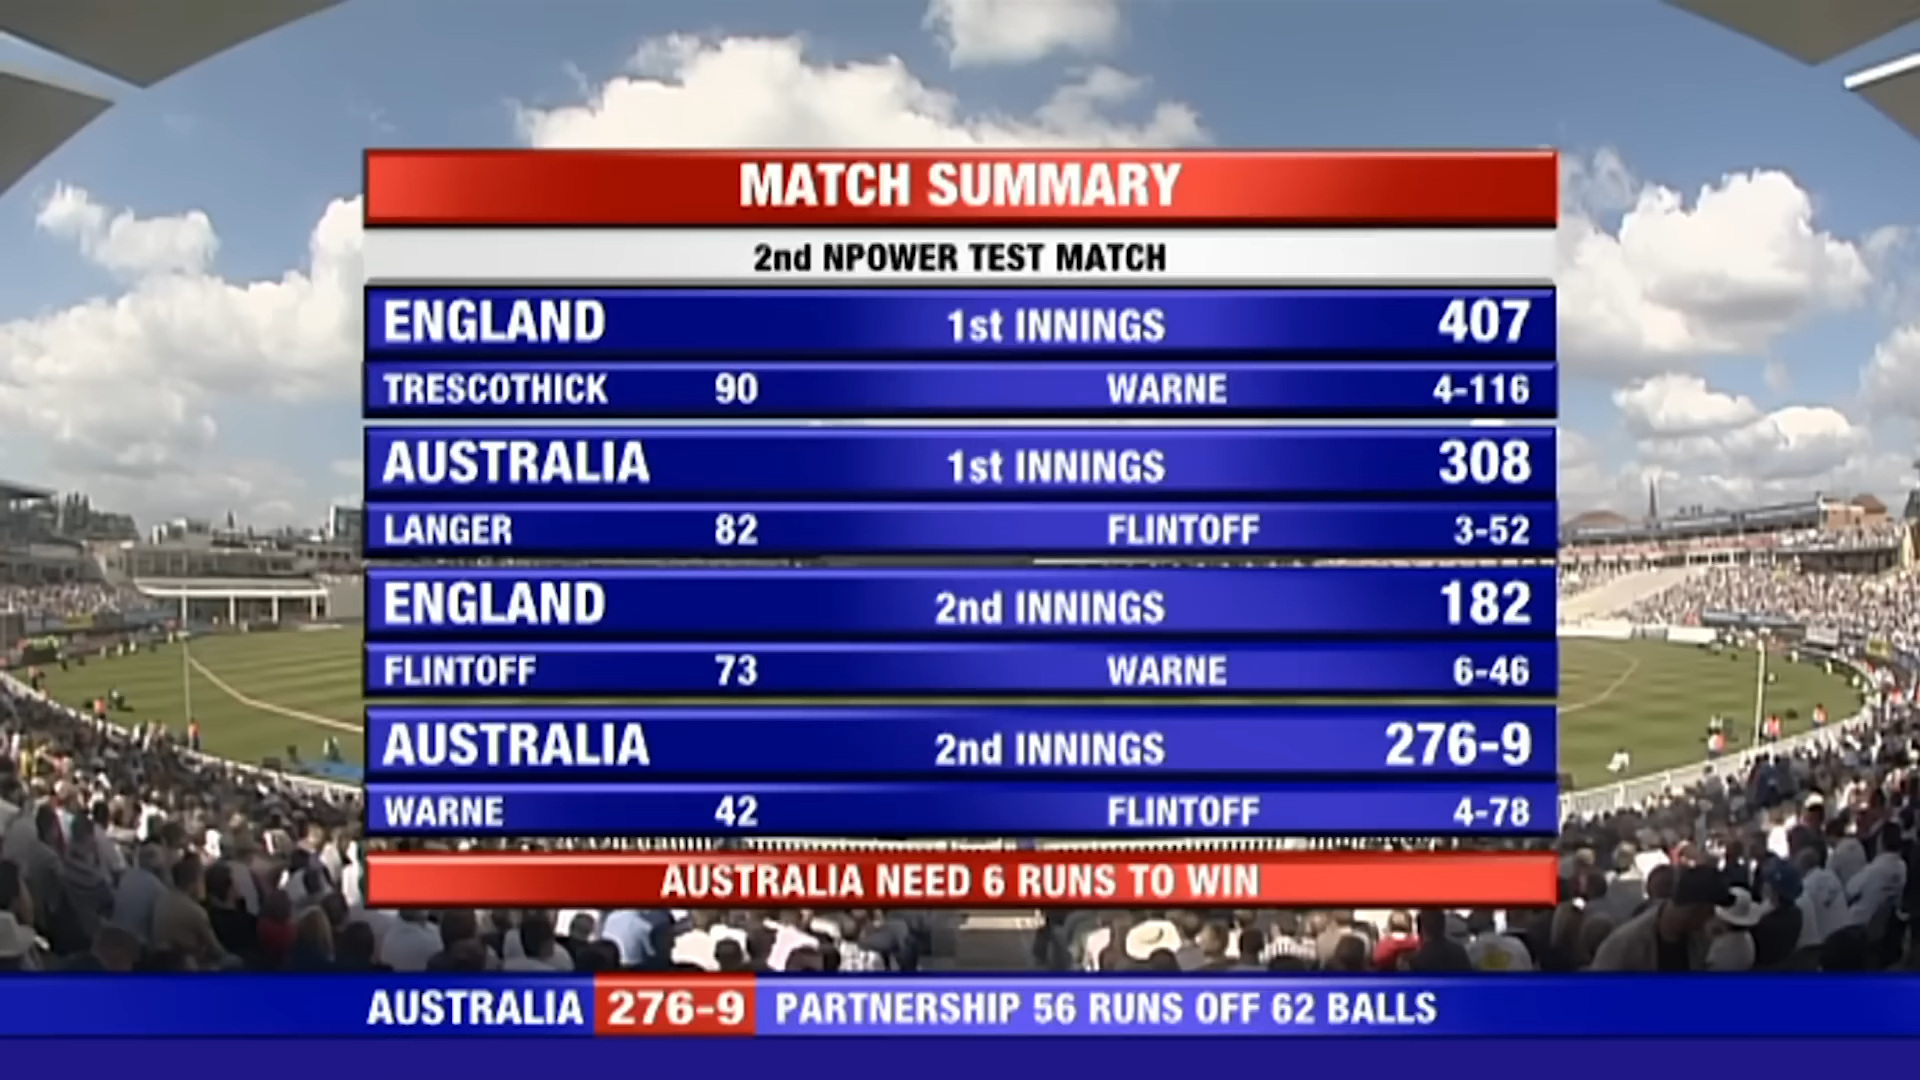 MATCH SUMMARY
2nd NPOWER TEST MATCH
ENGLAND 1st INNINGS 407
TRESCOTHICK 90 WARNE 4-116
AUSTRALIA 1st INNINGS 308
LANGER 82 FLINTOFF 3-52
ENGLAND 2nd INNINGS 182
FLINTOFF 73 WARNE 6-46
AUSTRALIA 2nd INNINGS 276-9
WARNE 42 FLINTOFF 4-78
AUSTRALIA NEED 6 RUNS TO WIN
AUSTRALIA 276-9 PARTNERSHIP 56 RUNS OFF 62 BALLS